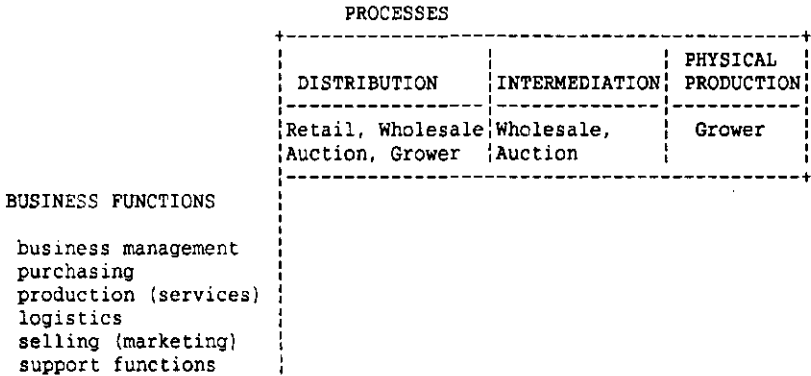 PROCESSES
PHYSICAL
DISTRIBUTION INTERMEDIATION PRODUCTION
Retail, Wholesale Wholesale, Grower
Auction, Grower Auction
BUSINESS FUNCTIONS
business management
purchasing
production (services)
logistics
selling (marketing)
support functions